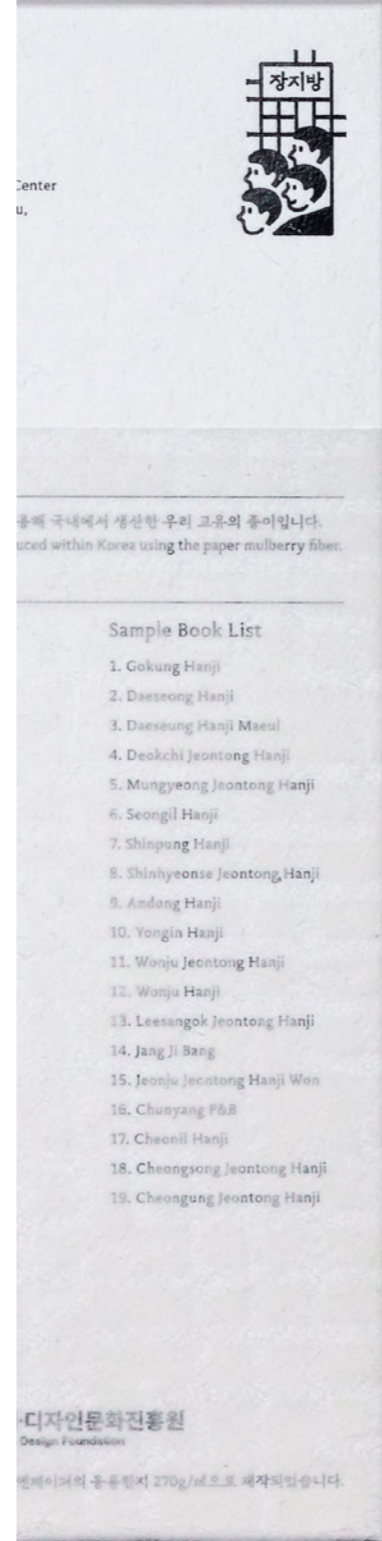 장지방
Center
u,
국내에서 생산한 우리 고유의 종이입니다.
uced within Korea using the paper mulberry fiber.
Sample Book List
1. Gokung Hanji
2. Daeseong Hanji
3. Daeseung Hanji Maeul
4. Deokchi Jeontong Hanji
5. Mungyeong Jeontong Hanji
6. Seongil Hanji
7. Shinpung Hanji
8. Shinhyeonse Jeontong Hanji
9. Andong Hanji
10. Yongin Hanji
11. Wonju Jeontong Hanji
12. Wonju Hanji
13. Leesangok Jeontong Hanji
14. Jang Ji Bang
15. Jeonju Jeontong Hanji Won
16. Chunyang P&B
17. Cheonil Hanji
18. Cheongsong Jeontong Hanji
19. Cheongung Jeontong Hanji
·디자인문화진흥원
Design Foundation
270g/㎡으로 제작되었습니다.